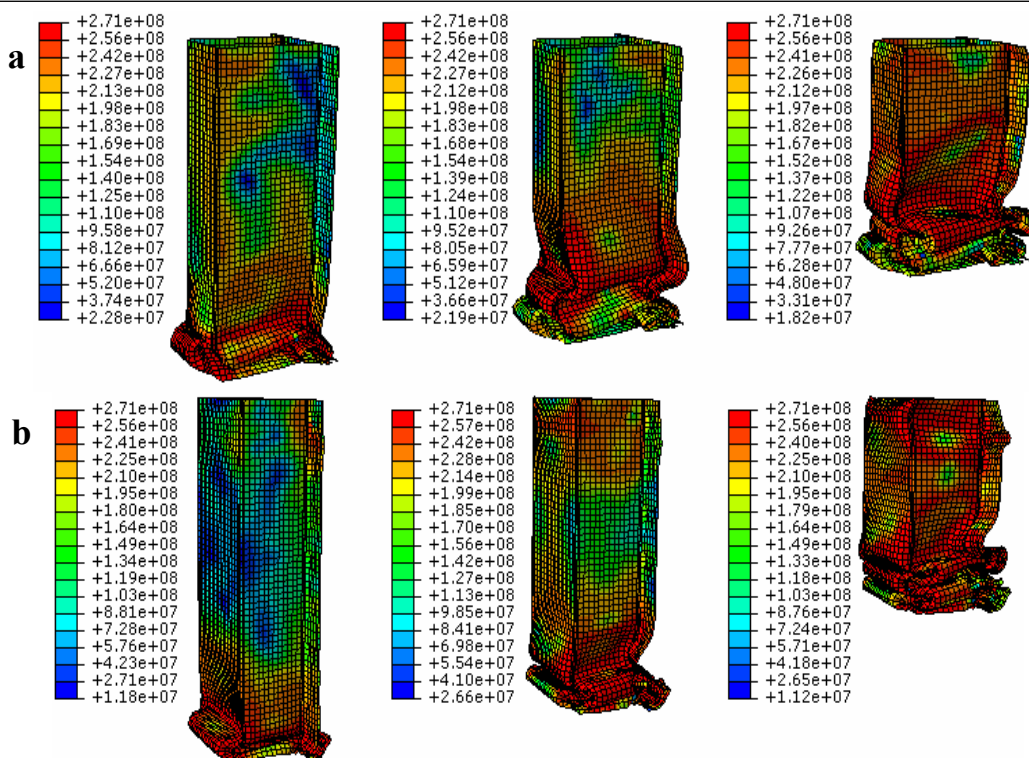 a
+2.71e+08
+2.56e+08
+2.42e+08
+2.27e+08
+2.13e+08
+1.98e+08
+1.83e+08
+1.69e+08
+1.54e+08
+1.40e+08
+1.25e+08
+1.10e+08
+9.58e+07
+8.12e+07
+6.66e+07
+5.20e+07
+3.74e+07
+2.28e+07
+2.71e+08
+2.56e+08
+2.42e+08
+2.27e+08
+2.12e+08
+1.98e+08
+1.83e+08
+1.68e+08
+1.54e+08
+1.39e+08
+1.24e+08
+1.10e+08
+9.52e+07
+8.05e+07
+6.59e+07
+5.12e+07
+3.66e+07
+2.19e+07
+2.71e+08
+2.56e+08
+2.41e+08
+2.26e+08
+2.12e+08
+1.97e+08
+1.82e+08
+1.67e+08
+1.52e+08
+1.37e+08
+1.22e+08
+1.07e+08
+9.26e+07
+7.77e+07
+6.28e+07
+4.80e+07
+3.31e+07
+1.82e+07
b
+2.71e+08
+2.56e+08
+2.41e+08
+2.25e+08
+2.10e+08
+1.95e+08
+1.80e+08
+1.64e+08
+1.49e+08
+1.34e+08
+1.19e+08
+1.03e+08
+8.81e+07
+7.28e+07
+5.76e+07
+4.23e+07
+2.71e+07
+1.18e+07
+2.71e+08
+2.57e+08
+2.42e+08
+2.28e+08
+2.14e+08
+1.99e+08
+1.85e+08
+1.70e+08
+1.56e+08
+1.42e+08
+1.27e+08
+1.13e+08
+9.85e+07
+8.41e+07
+6.98e+07
+5.54e+07
+4.10e+07
+2.66e+07
+2.71e+08
+2.56e+08
+2.40e+08
+2.25e+08
+2.10e+08
+1.95e+08
+1.79e+08
+1.64e+08
+1.49e+08
+1.33e+08
+1.18e+08
+1.03e+08
+8.76e+07
+7.24e+07
+5.71e+07
+4.18e+07
+2.65e+07
+1.12e+07